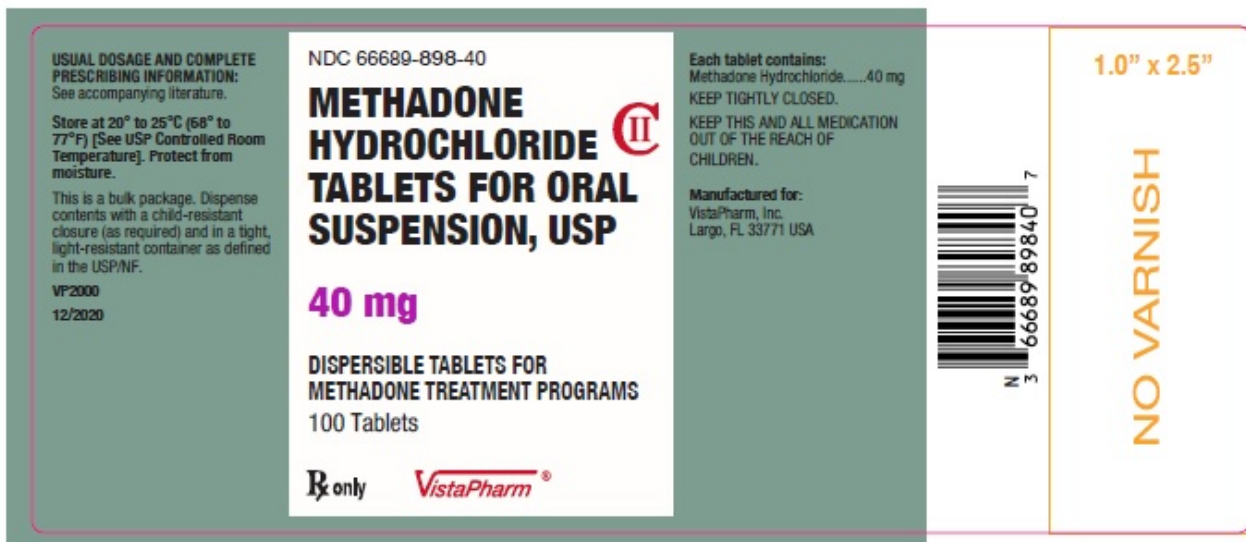 USUAL DOSAGE AND COMPLETE
PRESCRIBING INFORMATION:
See accompanying literature.
Store at 20° to 25°C (68° to
77°F) [See USP Controlled Room
Temperature]. Protect from
moisture.
This is a bulk package. Dispense
contents with a child-resistant
closure (as required) and in a tight,
light-resistant container as defined
in the USP/NF.
VP2000
12/2020
NDC 66689-898-40
METHADONE
HYDROCHLORIDE
TABLETS FOR ORAL
SUSPENSION, USP
CII
40 mg
DISPERSIBLE TABLETS FOR
METHADONE TREATMENT PROGRAMS
100 Tablets
Rx only
VistaPharm®
Each tablet contains:
Methadone Hydrochloride......40 mg
KEEP TIGHTLY CLOSED.
KEEP THIS AND ALL MEDICATION
OUT OF THE REACH OF
CHILDREN.
Manufactured for:
VistaPharm, Inc.
Largo, FL 33771 USA
N
3 66689 89840 7
1.0” x 2.5”
NO VARNISH